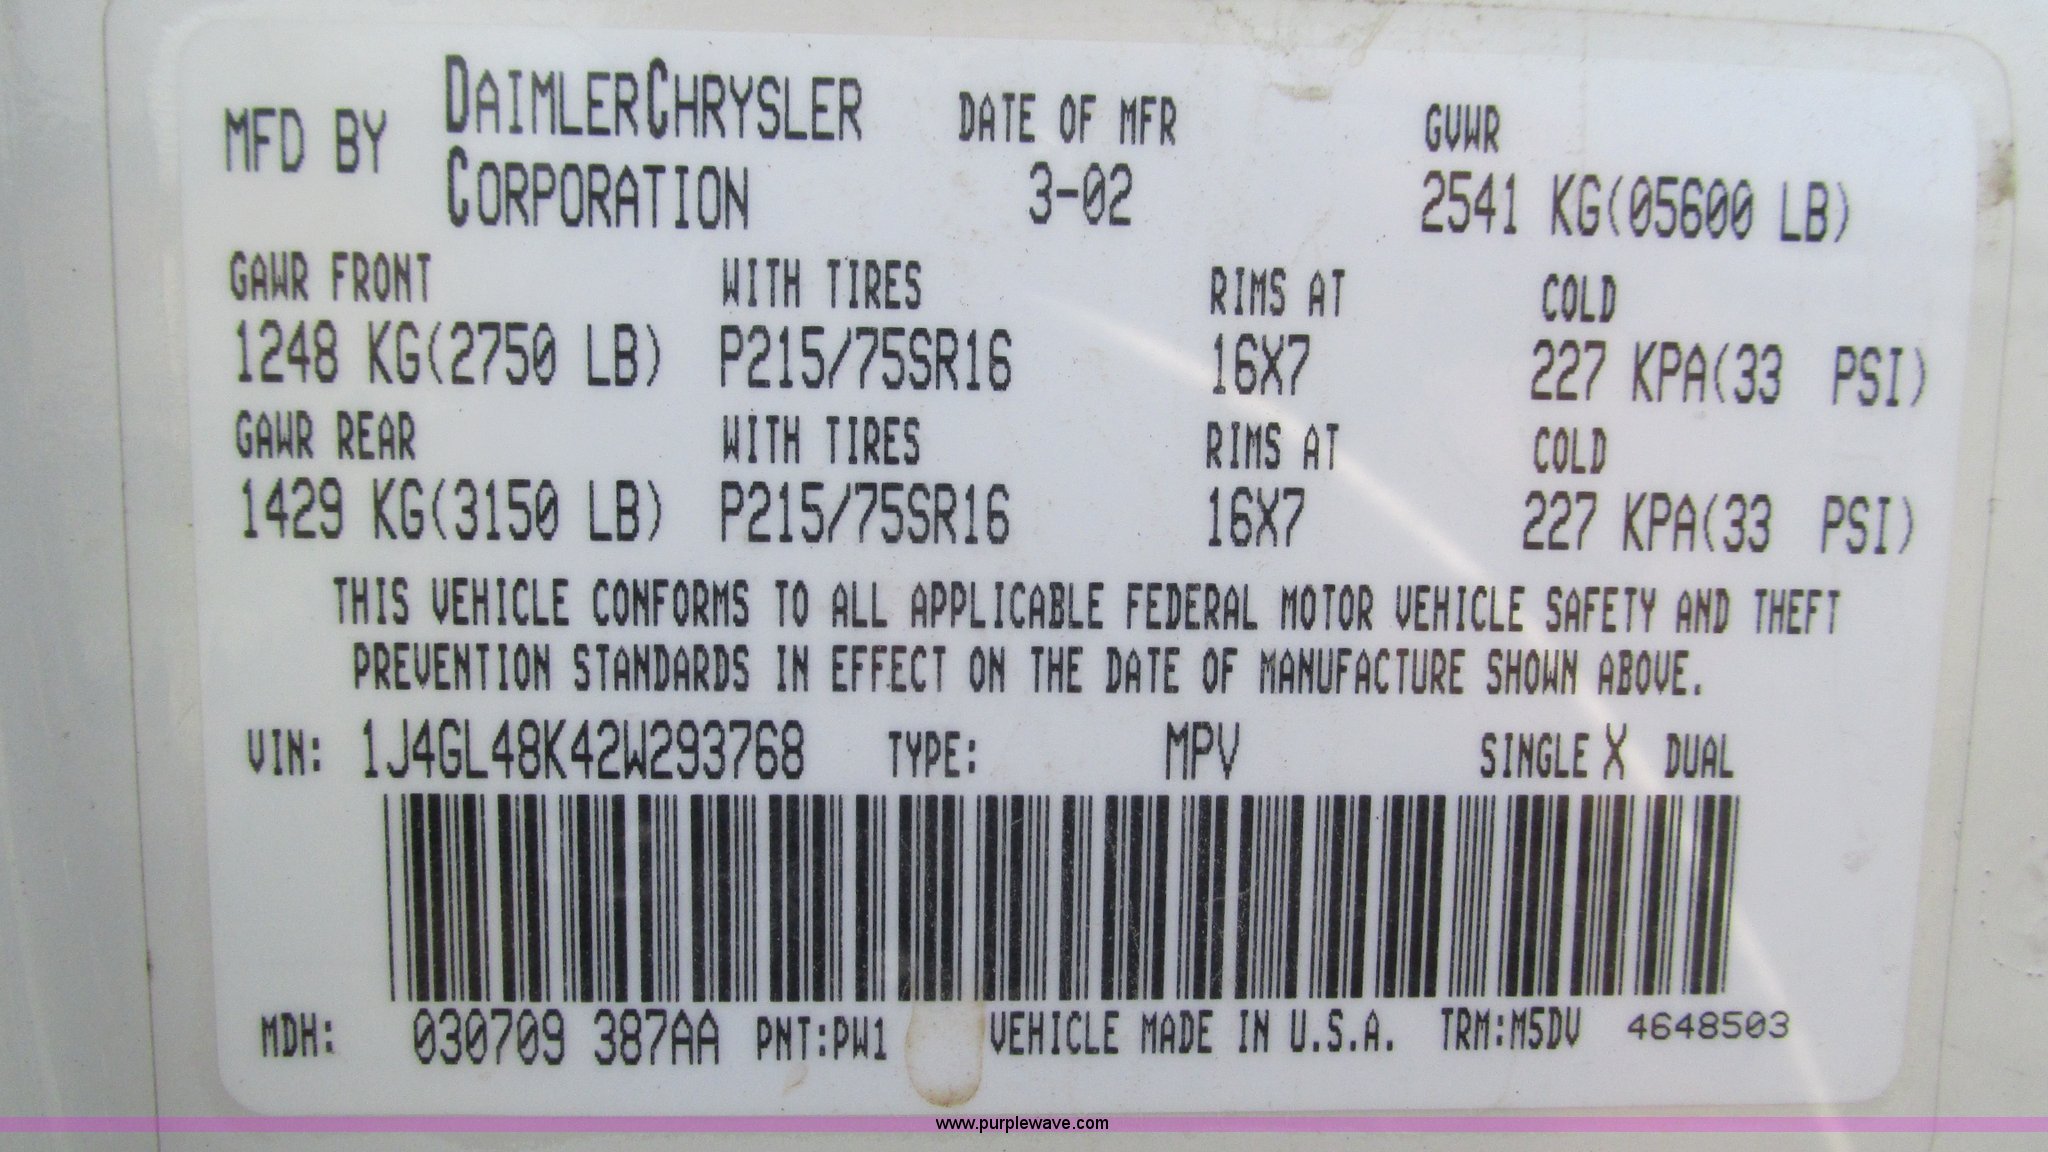 MFD BY DAIMLERCHRYSLER CORPORATION DATE OF MFR 3-02 GVWR 2541 KG(05600 LB)
GAWR FRONT WITH TIRES RIMS AT COLD
1248 KG(2750 LB) P215/75SR16 16X7 227 KPA(33 PSI)
GAWR REAR WITH TIRES RIMS AT COLD
1429 KG(3150 LB) P215/75SR16 16X7 227 KPA(33 PSI)
THIS VEHICLE CONFORMS TO ALL APPLICABLE FEDERAL MOTOR VEHICLE SAFETY AND THEFT
PREVENTION STANDARDS IN EFFECT ON THE DATE OF MANUFACTURE SHOWN ABOVE.
VIN: 1J4GL48K42W293768 TYPE: MPV SINGLE X DUAL
MDH: 030709 387AA PNT:PW1 VEHICLE MADE IN U.S.A. TRM:M5DV 4648503
www.purplewave.com